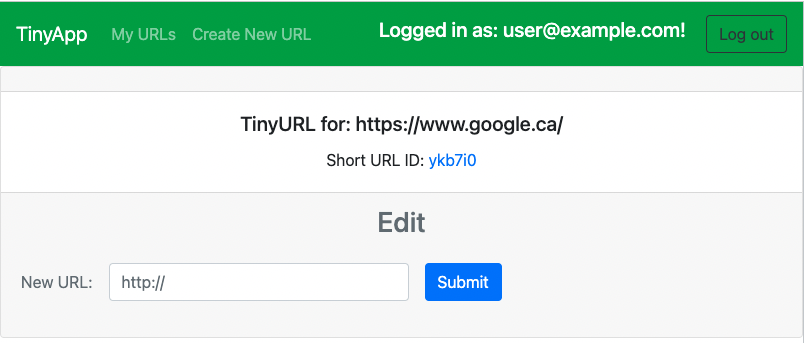 TinyApp My URLs Create New URL Logged in as: user@example.com! Log out
TinyURL for: https://www.google.ca/
Short URL ID: ykb7i0
Edit
New URL: http:// Submit